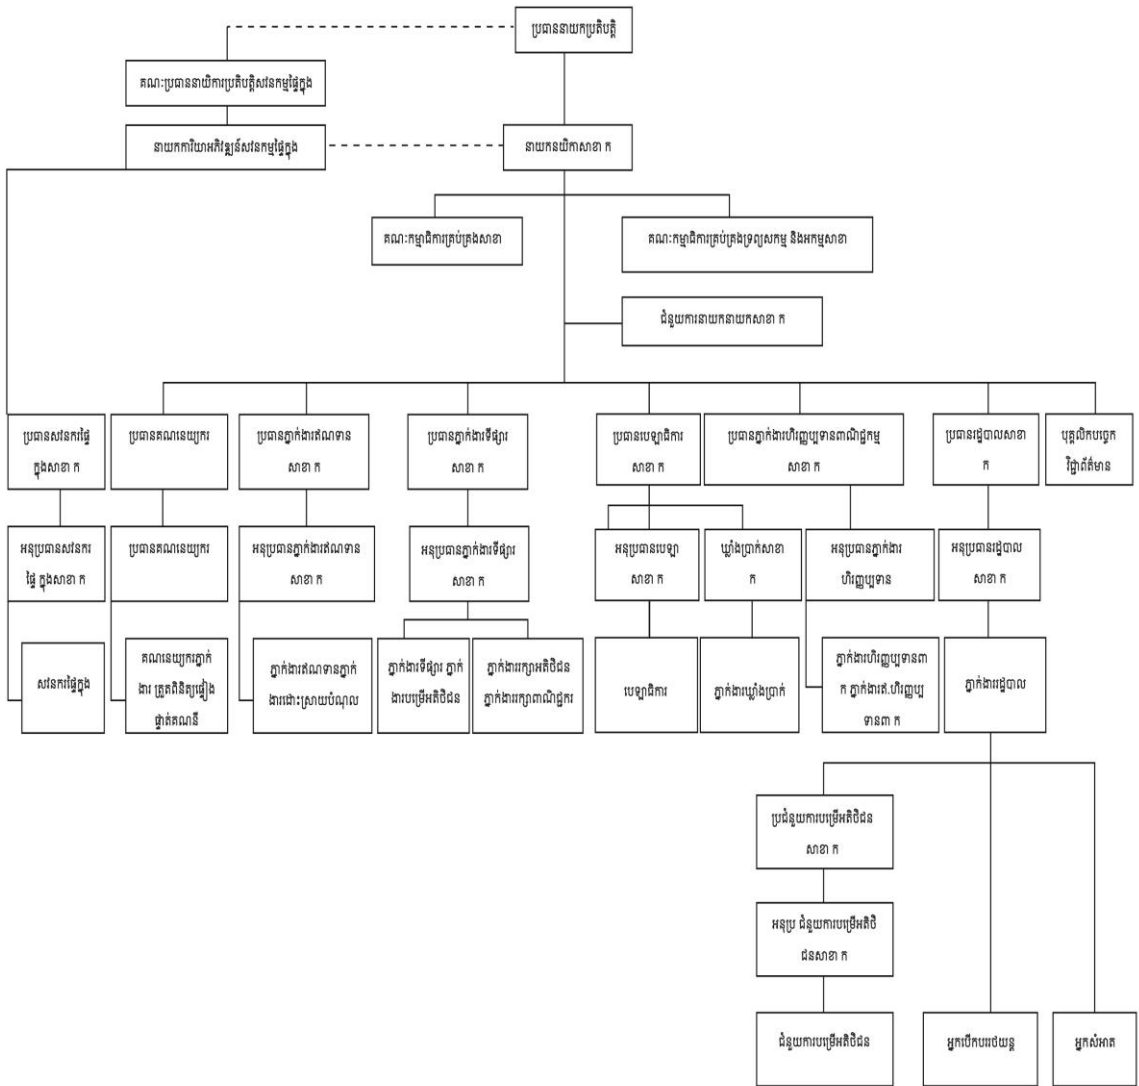 ប្រធាននាយកប្រតិបត្តិ
គណៈប្រធាននាយិការប្រតិបត្តិសវនកម្មផ្ទៃក្នុង
នាយកការិយាអភិវឌ្ឍន៍សវនកម្មផ្ទៃក្នុង
នាយកនយិកាសាខា ក
គណៈកម្មាធិការគ្រប់គ្រងសាខា
គណៈកម្មាធិការគ្រប់គ្រងទ្រព្យសកម្ម និងអកម្មសាខា
ជំនួយការនាយកនាយកសាខា ក
ប្រធានសវនករផ្ទៃ
ក្នុងសាខា ក
ប្រធានគណនេយ្យករ
ប្រធានភ្នាក់ងារឥណទាន
សាខា ក
ប្រធានភ្នាក់ងារទីផ្សារ
សាខា ក
ប្រធានបេឡាធិការ
សាខា ក
ប្រធានភ្នាក់ងារហិរញ្ញប្បទានពាណិជ្ជកម្ម
សាខា ក
ប្រធានរដ្ឋបាលសាខា
ក
បុគ្គលិកបច្ចេក
វិជ្ជាព័ត៌មាន
អនុប្រធានសវនករ
ផ្ទៃ ក្នុងសាខា ក
ប្រធានគណនេយ្យករ
អនុប្រធានភ្នាក់ងារឥណទាន
សាខា ក
អនុប្រធានភ្នាក់ងារទីផ្សារ
សាខា ក
អនុប្រធានបេឡា
សាខា ក
ឃ្លាំងប្រាក់សាខា
ក
អនុប្រធានភ្នាក់ងារ
ហិរញ្ញប្បទាន
អនុប្រធានរដ្ឋបាល
សាខា ក
សវនករផ្ទៃក្នុង
គណនេយ្យករភ្នាក់
ងារ ត្រួតពិនិត្យផ្ទៀង
ផ្ទាត់គណនី
ភ្នាក់ងារឥណទានភ្នាក់
ងារដោះស្រាយបំណុល
ភ្នាក់ងារទីផ្សារ ភ្នាក់
ងារបម្រើអតិថិជន
ភ្នាក់ងាររក្សាអតិថិជន
ភ្នាក់ងាររក្សាពាណិជ្ជករ
បេឡាធិការ
ភ្នាក់ងារឃ្លាំងប្រាក់
ភ្នាក់ងារហិរញ្ញប្បទានពា
ក ភ្នាក់ងារឥ.ហិរញ្ញប្ប
ទានពា ក
ភ្នាក់ងាររដ្ឋបាល
ប្រជំនួយការបម្រើអតិថិជន
សាខា ក
អនុប្រ ជំនួយការបម្រើអតិថិ
ជនសាខា ក
ជំនួយការបម្រើអតិថិជន
អ្នកបើកបររថយន្ត
អ្នកសំអាត